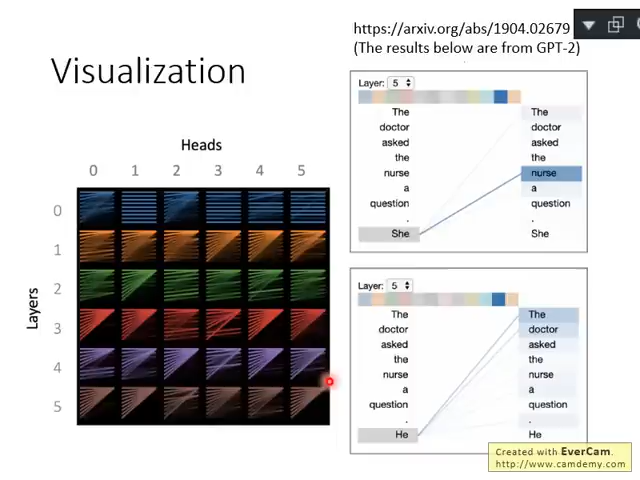 https://arxiv.org/abs/1904.02679
(The results below are from GPT-2)
Visualization
Heads
0 1 2 3 4 5
Layers
0
1
2
3
4
5
Layer: 5
The The
doctor doctor
asked asked
the the
nurse nurse
a a
question question
. .
She She
Layer: 5
The The
doctor doctor
asked asked
the the
nurse nurse
a a
question question
. .
He He
Created with EverCam.
http://www.camdemy.com